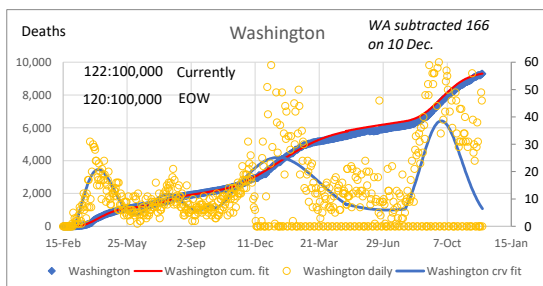 Deaths
Washington
WA subtracted 166
on 10 Dec.
122:100,000 Currently
120:100,000 EOW
10,000
8,000
6,000
4,000
2,000
0
60
50
40
30
20
10
0
15-Feb 25-May 2-Sep 11-Dec 21-Mar 29-Jun 7-Oct 15-Jan
Washington Washington cum. fit Washington daily Washington crv fit